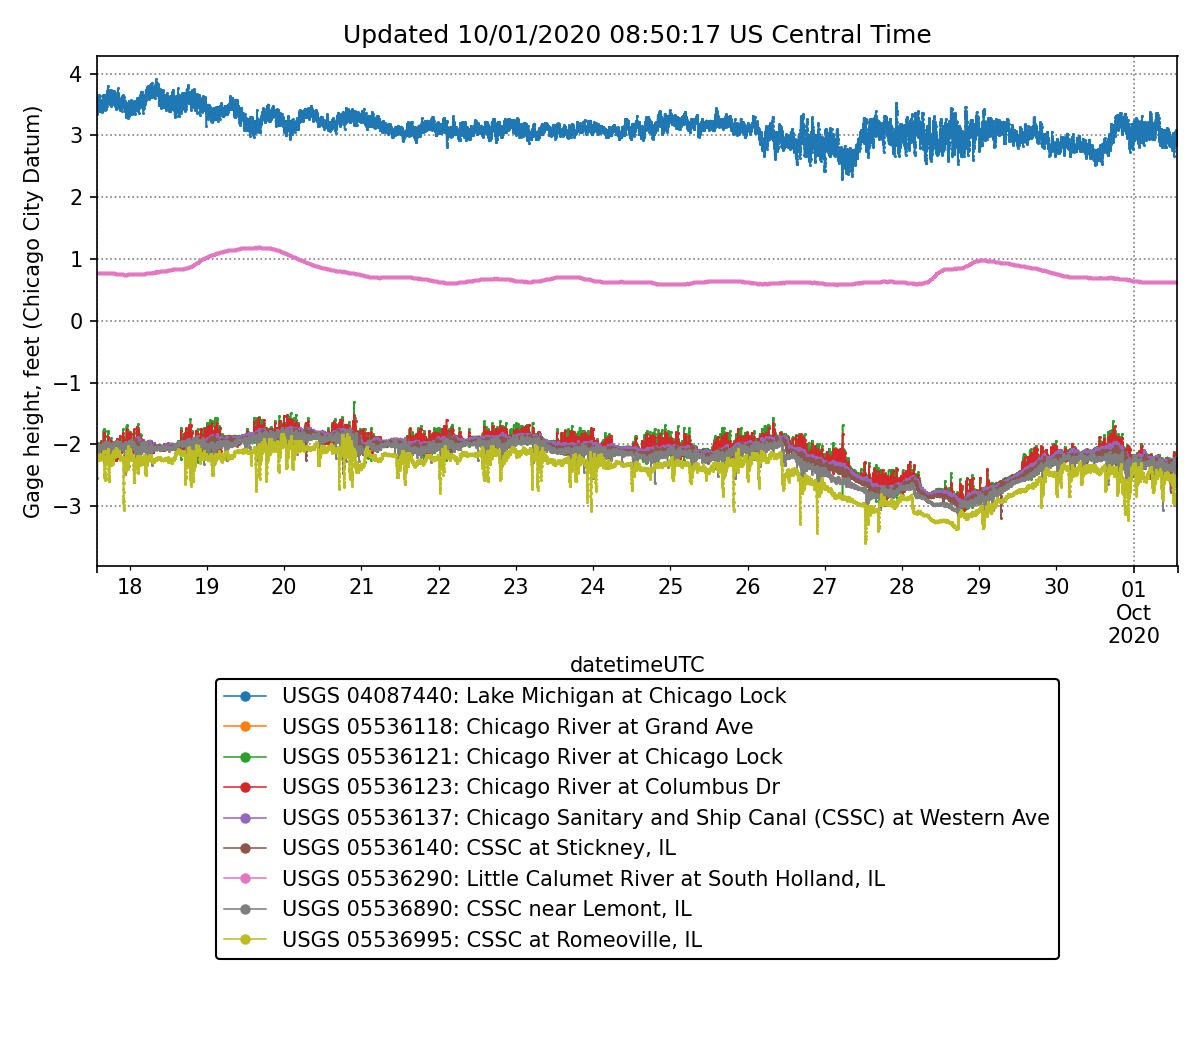 Updated 10/01/2020 08:50:17 US Central Time
Gage height, feet (Chicago City Datum)
4
3
2
1
0
−1
−2
−3
18 19 20 21 22 23 24 25 26 27 28 29 30 01
Oct
2020
datetimeUTC
USGS 04087440: Lake Michigan at Chicago Lock
USGS 05536118: Chicago River at Grand Ave
USGS 05536121: Chicago River at Chicago Lock
USGS 05536123: Chicago River at Columbus Dr
USGS 05536137: Chicago Sanitary and Ship Canal (CSSC) at Western Ave
USGS 05536140: CSSC at Stickney, IL
USGS 05536290: Little Calumet River at South Holland, IL
USGS 05536890: CSSC near Lemont, IL
USGS 05536995: CSSC at Romeoville, IL